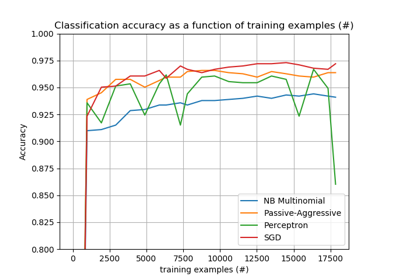 Classification accuracy as a function of training examples (#)
1.000
0.975
0.950
0.925
0.900
0.875
0.850
0.825
0.800
Accuracy
NB Multinomial
Passive-Aggressive
Perceptron
SGD
0 2500 5000 7500 10000 12500 15000 17500
training examples (#)